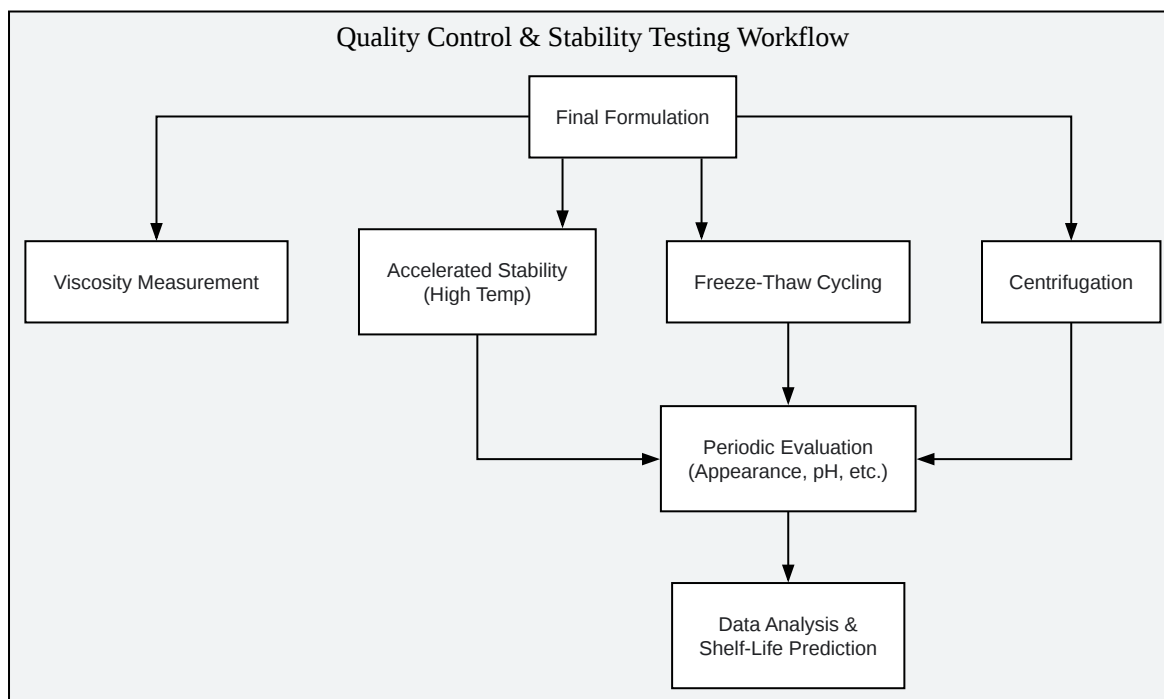 Quality Control & Stability Testing Workflow
Final Formulation
Viscosity Measurement
Accelerated Stability
(High Temp)
Freeze-Thaw Cycling
Centrifugation
Periodic Evaluation
(Appearance, pH, etc.)
Data Analysis &
Shelf-Life Prediction